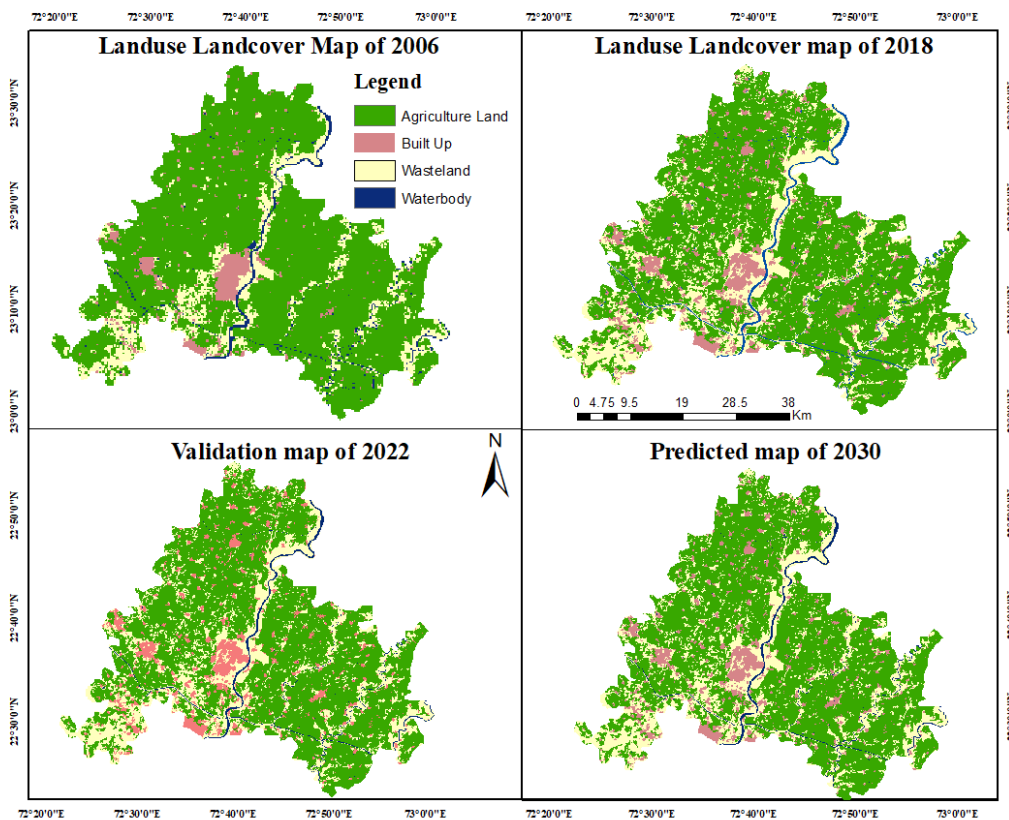 72°20'0"E 72°30'0"E 72°40'0"E 72°50'0"E 73°0'0"E 72°20'0"E 72°30'0"E 72°40'0"E 72°50'0"E 73°0'0"E
Landuse Landcover Map of 2006
Landuse Landcover map of 2018
Legend
Agriculture Land
Built Up
Wasteland
Waterbody
23°30'0"N
23°20'0"N
23°10'0"N
23°0'0"N
0 4.75 9.5 19 28.5 38
Km
Validation map of 2022
N
Predicted map of 2030
22°50'0"N
22°40'0"N
22°30'0"N
72°20'0"E 72°30'0"E 72°40'0"E 72°50'0"E 73°0'0"E 72°20'0"E 72°30'0"E 72°40'0"E 72°50'0"E 73°0'0"E